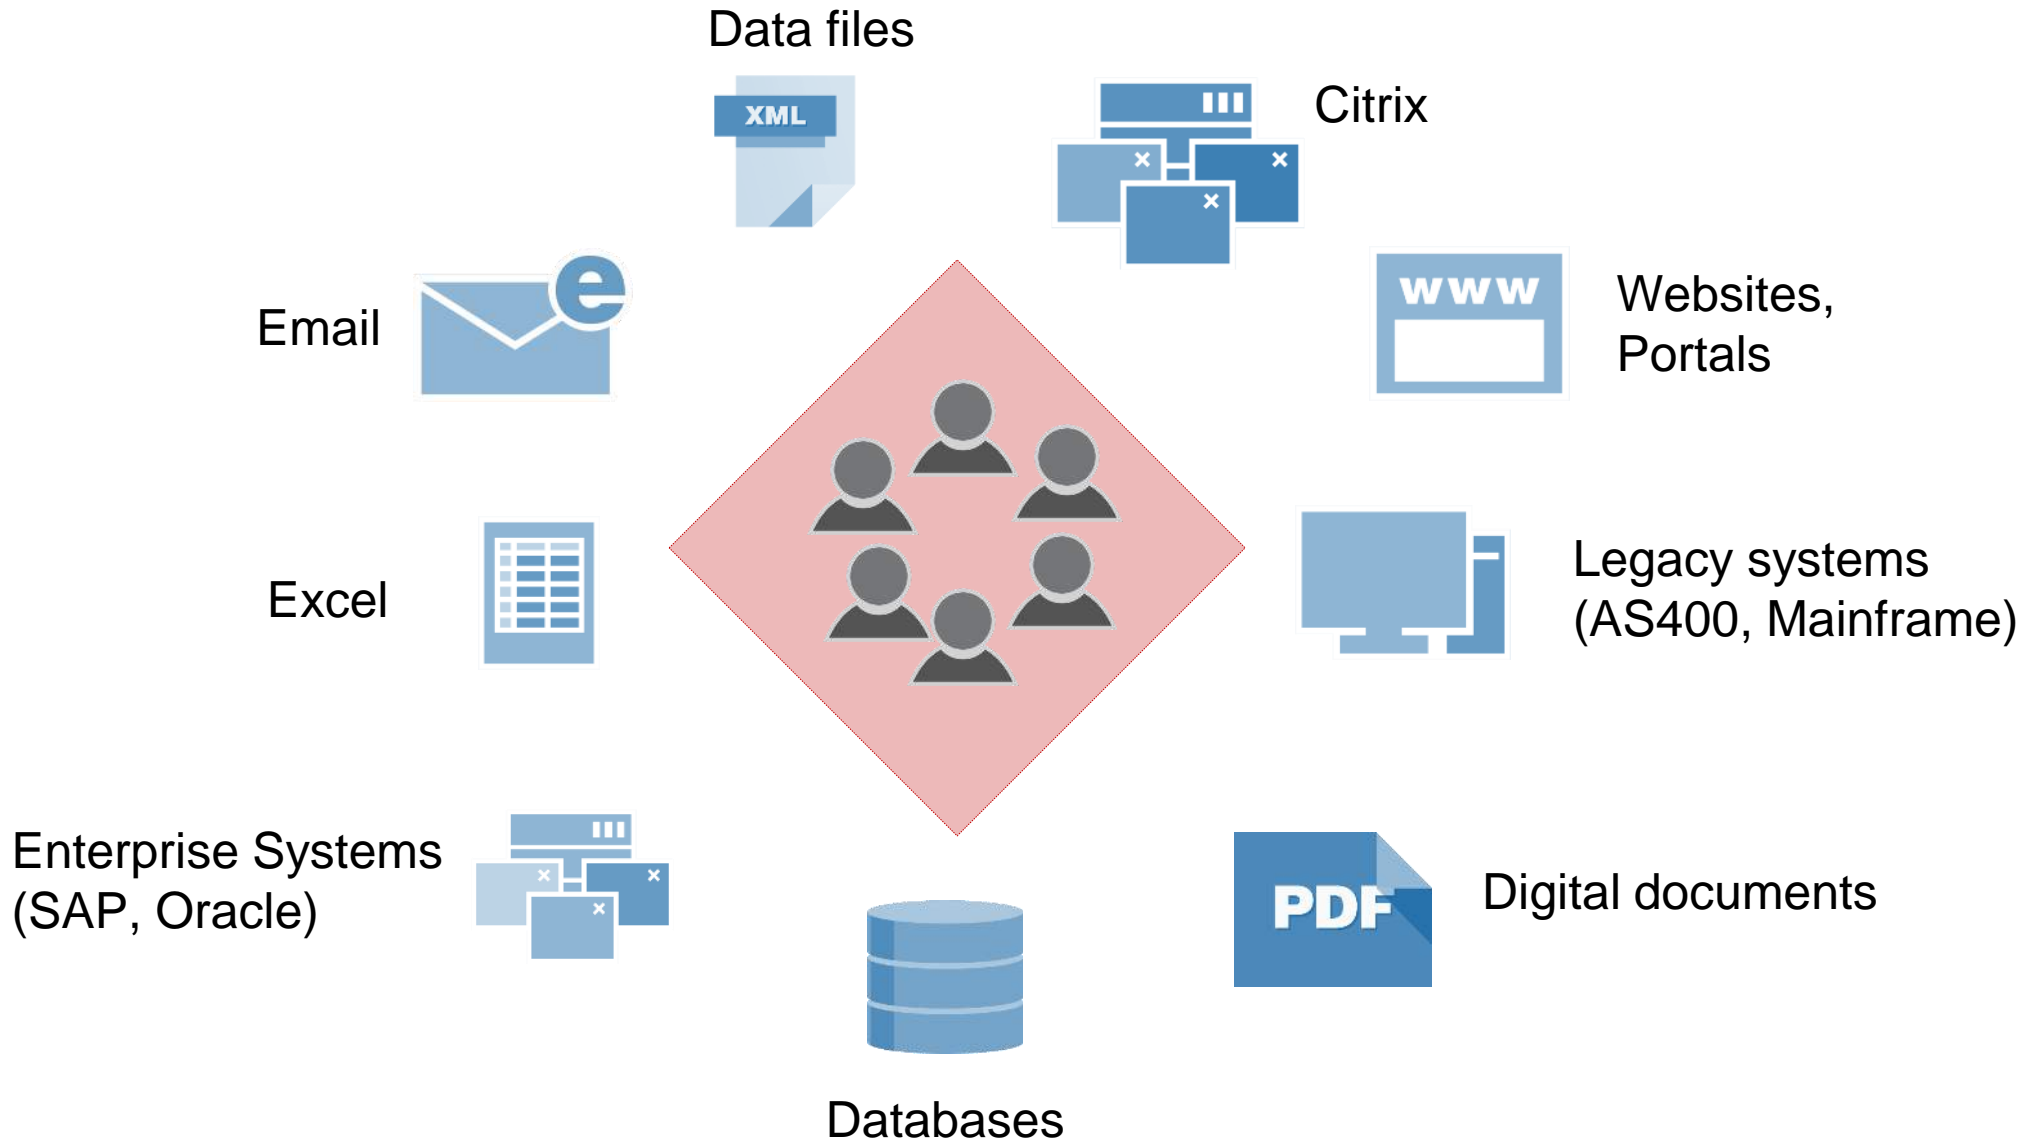 Data files
XML
Citrix
Email
e
www
Websites,
Portals
Excel
Legacy systems
(AS400, Mainframe)
Enterprise Systems
(SAP, Oracle)
PDF
Digital documents
Databases